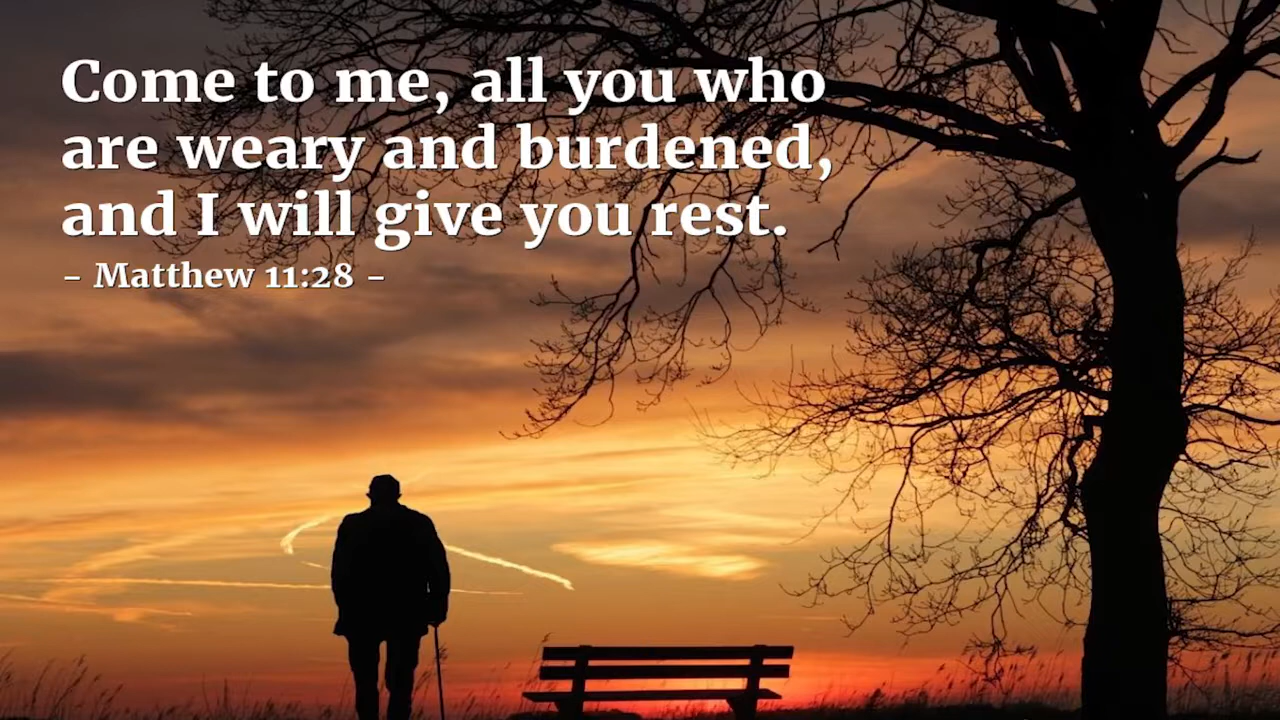 Come to me, all you who
are weary and burdened,
and I will give you rest.
– Matthew 11:28 –